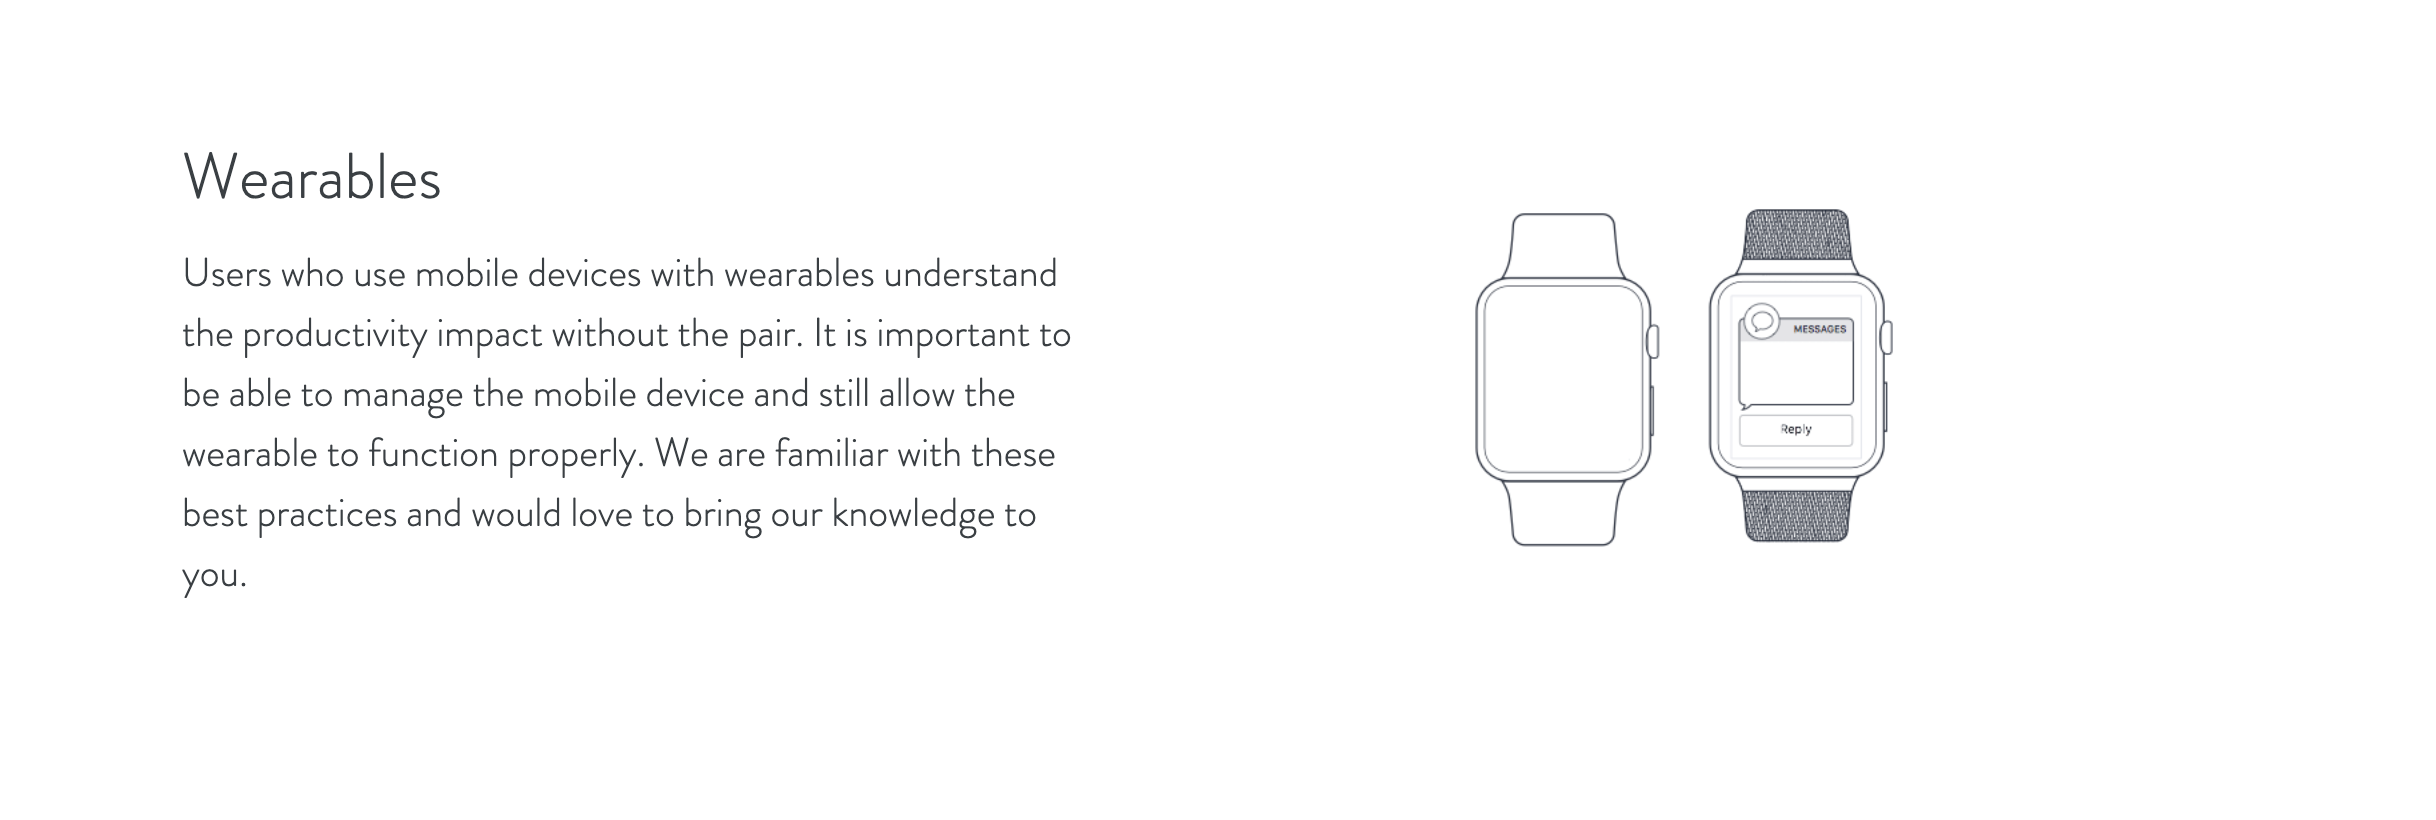 Wearables
Users who use mobile devices with wearables understand
the productivity impact without the pair. It is important to
be able to manage the mobile device and still allow the
wearable to function properly. We are familiar with these
best practices and would love to bring our knowledge to
you.
MESSAGES
Reply